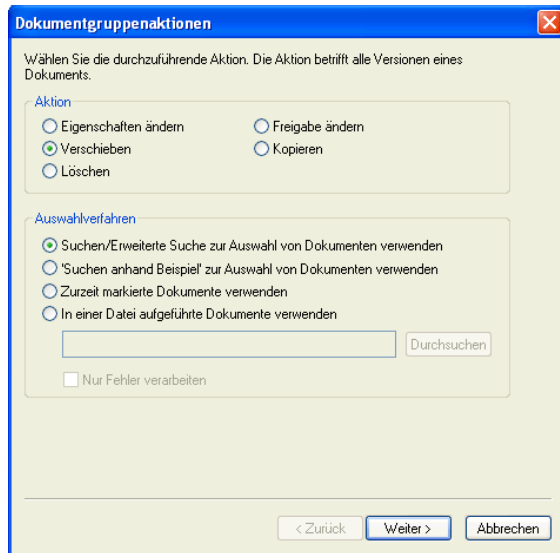 Dokumentgruppenaktionen
Wählen Sie die durchzuführende Aktion. Die Aktion betrifft alle Versionen eines
Dokuments.
Aktion
Eigenschaften ändern
Freigabe ändern
Verschieben
Kopieren
Löschen
Auswahlverfahren
Suchen/Erweiterte Suche zur Auswahl von Dokumenten verwenden
'Suchen anhand Beispiel' zur Auswahl von Dokumenten verwenden
Zurzeit markierte Dokumente verwenden
In einer Datei aufgeführte Dokumente verwenden
Durchsuchen
Nur Fehler verarbeiten
< Zurück
Weiter >
Abbrechen